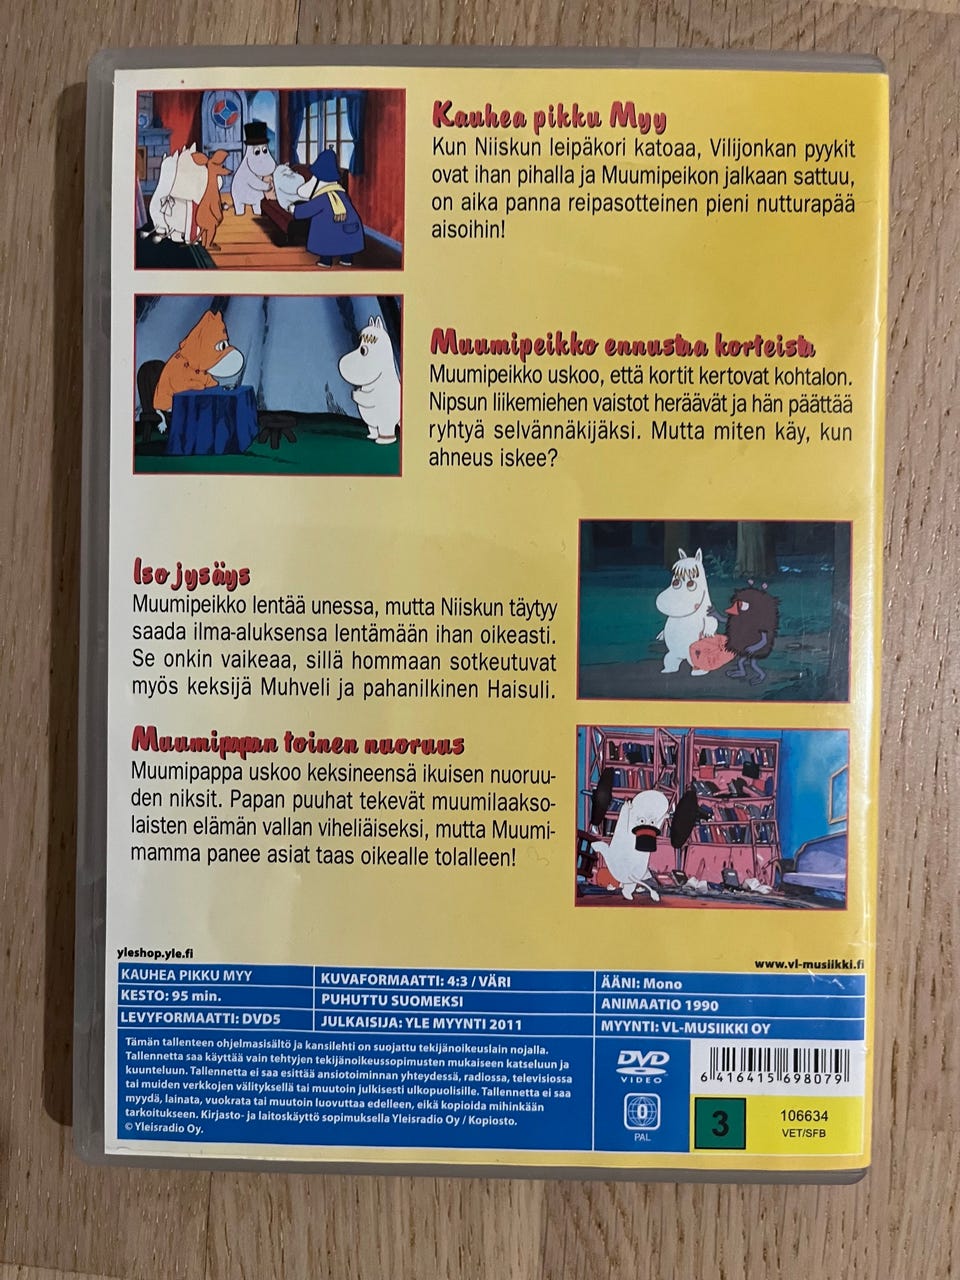 Kauhea pikku Myy
Kun Niiskun leipäkori katoaa, Vilijonkan pyykit
ovat ihan pihalla ja Muumipeikon jalkaan sattuu,
on aika panna reipasotteinen pieni nutturapää
aisoihin!
Muumipeikko ennustaa korteista
Muumipeikko uskoo, että kortit kertovat kohtalon.
Nipsun liikemiehen vaistot heräävät ja hän päättää
ryhtyä selvännäkijäksi. Mutta miten käy, kun
ahneus iskee?
Iso jysäys
Muumipeikko lentää unessa, mutta Niiskun täytyy
saada ilma-aluksensa lentämään ihan oikeasti.
Se onkin vaikeaa, sillä hommaan sotkeutuvat
myös keksijä Muhveli ja pahanilkinen Haisuli.
Muumipapan toinen nuoruus
Muumipappa uskoo keksineensä ikuisen nuoruu-
den niksit. Papan puuhat tekevät muumilaakso-
laisten elämän vallan viheliäiseksi, mutta Muumi-
mamma panee asiat taas oikealle tolalleen!
yleshop.yle.fi
www.vl-musiikki.fi
KAUHEA PIKKU MYY
KESTO: 95 min.
LEVYFORMAATTI: DVD5
KUVAFORMAATTI: 4:3 / VÄRI
PUHUTTU SUOMEKSI
JULKAISIJA: YLE MYYNTI 2011
ÄÄNI: Mono
ANIMAATIO 1990
MYYNTI: VL-MUSIIKKI OY
Tämän tallenteen ohjelmasisältö ja kansilehti on suojattu tekijänoikeuslain nojalla.
Tallennetta saa käyttää vain tehtyjen tekijänoikeussopimusten mukaiseen katseluun ja
kuunteluun. Tallennetta ei saa esittää ansiotoiminnan yhteydessä, radiossa, televisiossa
tai muiden verkkojen välityksellä tai muutoin julkisesti ulkopuolisille. Tallennetta ei saa
myydä, lainata, vuokrata tai muutoin luovuttaa edelleen, eikä kopioida mihinkään
tarkoitukseen. Kirjasto- ja laitoskäyttö sopimuksella Yleisradio Oy / Kopiosto.
© Yleisradio Oy.
DVD
VIDEO
0
PAL
6 416415 698079
3
106634
VET/SFB